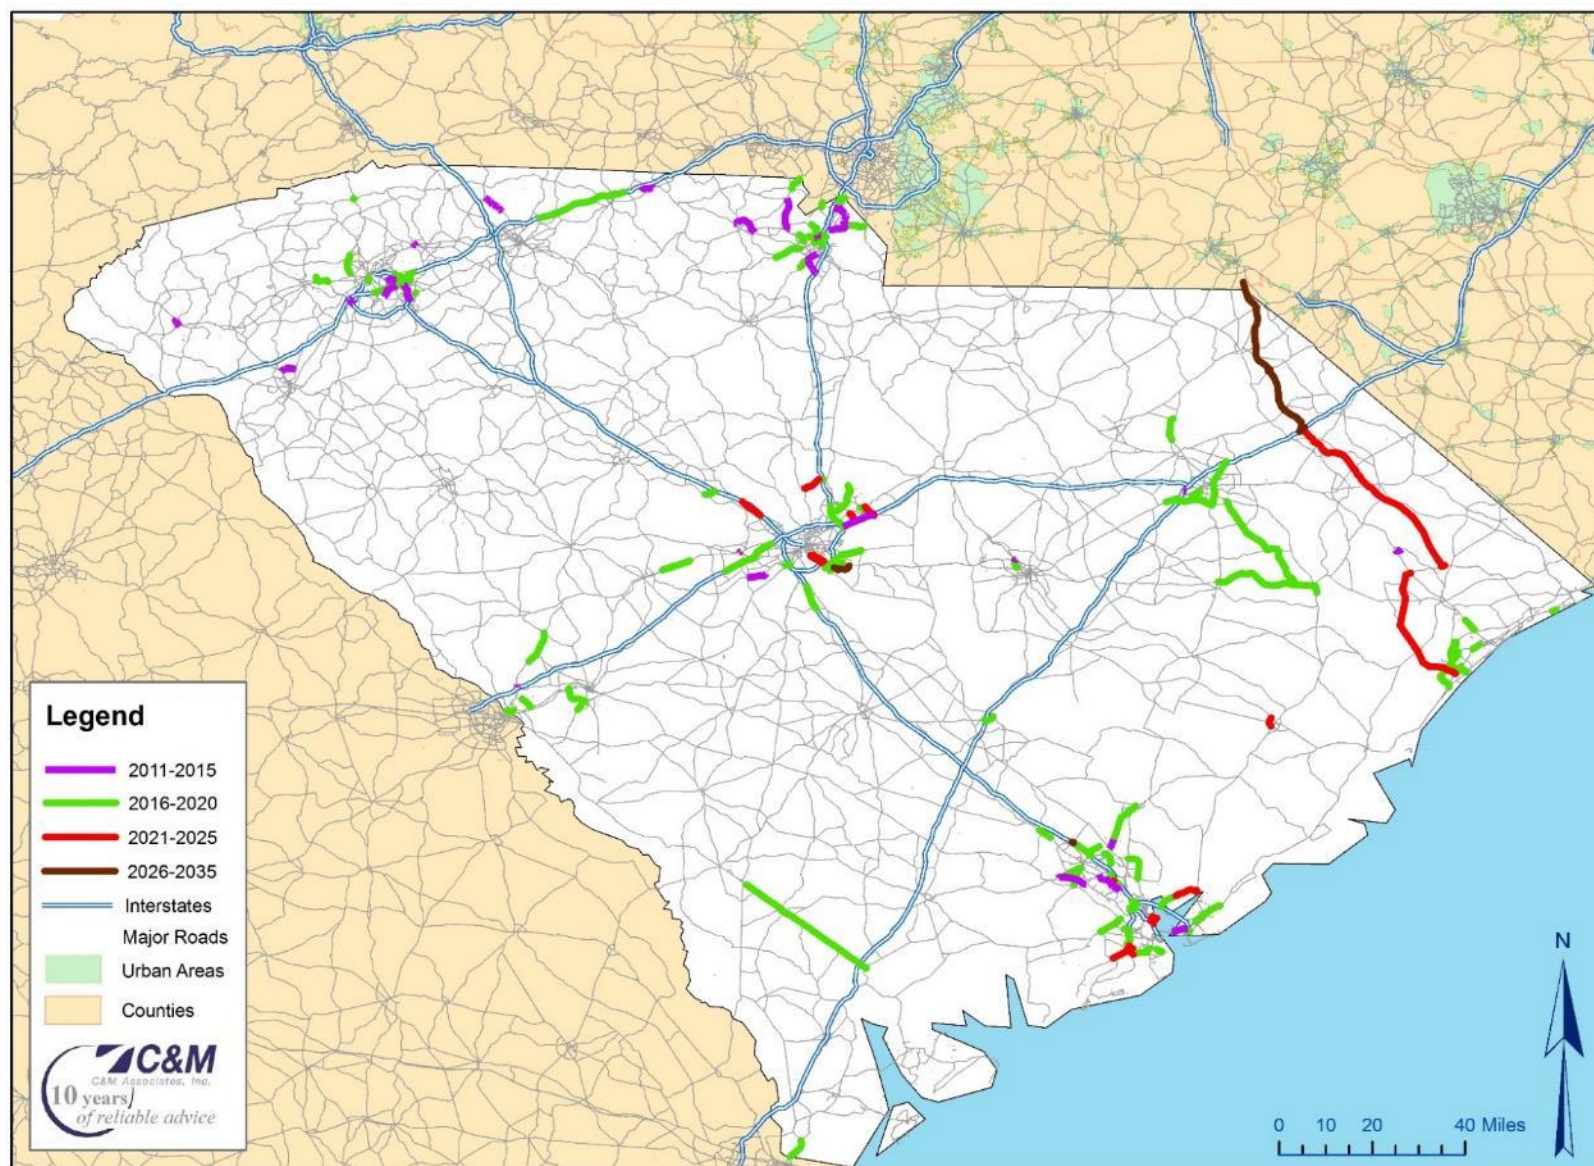 Legend
2011-2015
2016-2020
2021-2025
2026-2035
Interstates
Major Roads
Urban Areas
Counties
C&M
C&M Associates, Inc.
10 years
of reliable advice
N
0 10 20 40 Miles